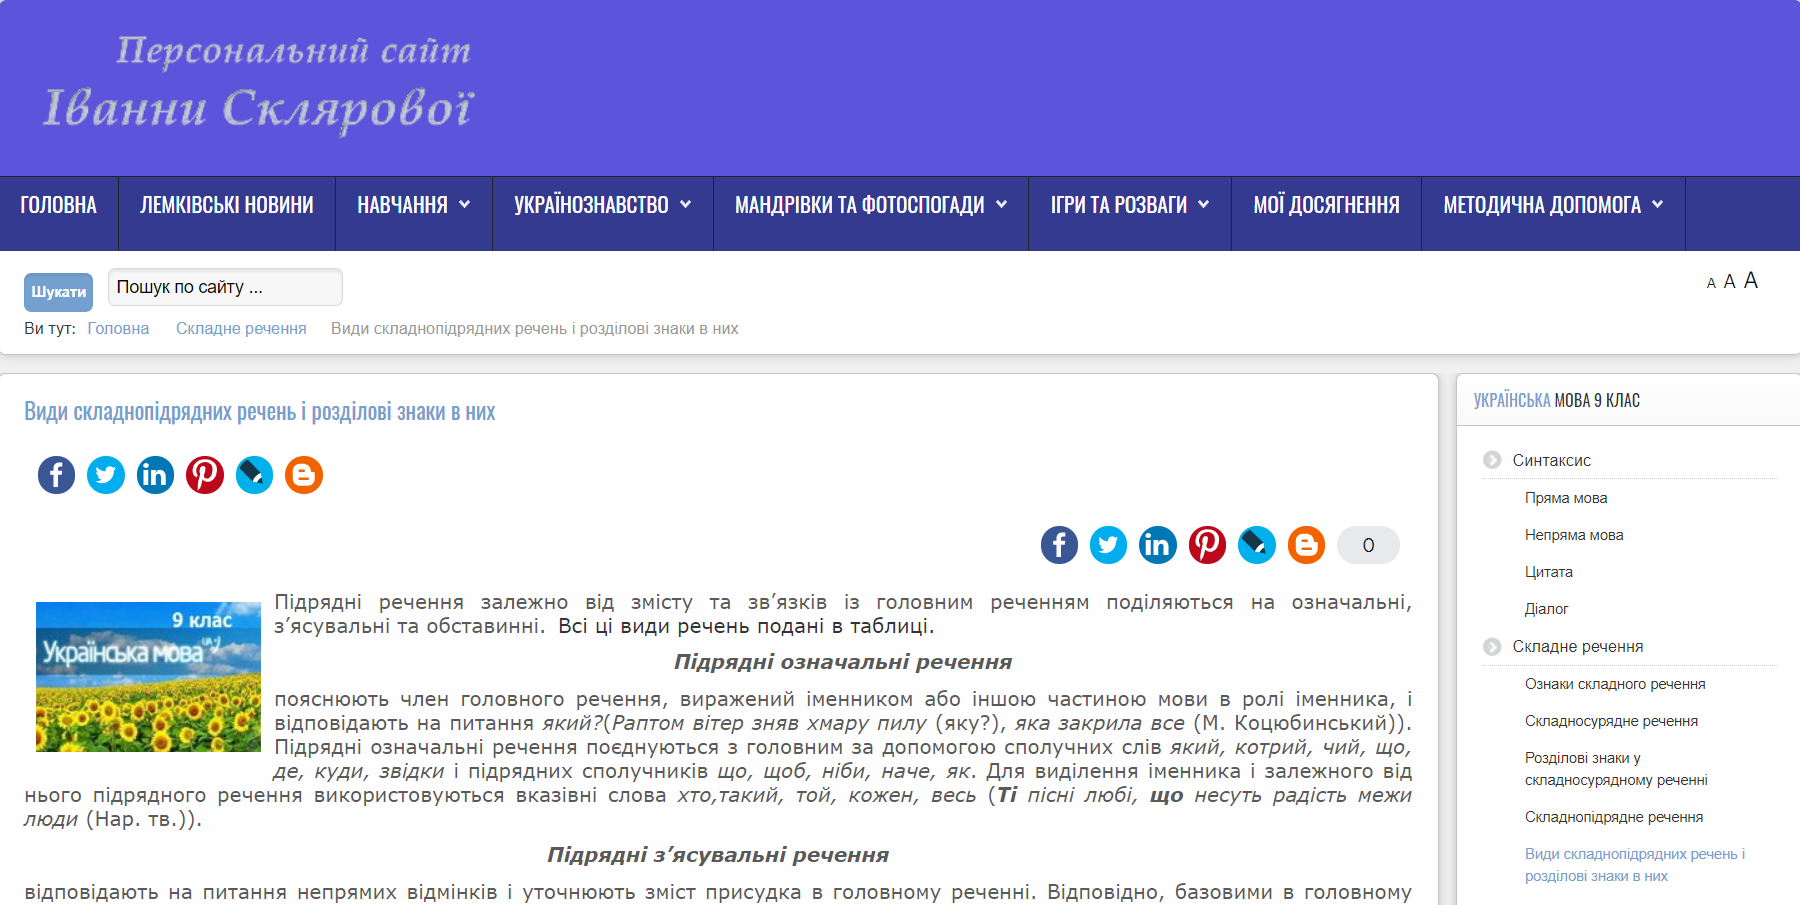 Персональний сайт
Іванни Склярової
ГОЛОВНА
ЛЕМКІВСЬКІ НОВИНИ
НАВЧАННЯ
УКРАЇНОЗНАВСТВО
МАНДРІВКИ ТА ФОТОСПОГАДИ
ІГРИ ТА РОЗВАГИ
МОЇ ДОСЯГНЕННЯ
МЕТОДИЧНА ДОПОМОГА
Шукати
Пошук по сайту ...
A A A
Ви тут: Головна Складне речення Види складнопідрядних речень і розділові знаки в них
Види складнопідрядних речень і розділові знаки в них
0
9 клас
Українська мова
Підрядні речення залежно від змісту та зв’язків із головним реченням поділяються на означальні,
з’ясувальні та обставинні. Всі ці види речень подані в таблиці.
Підрядні означальні речення
пояснюють член головного речення, виражений іменником або іншою частиною мови в ролі іменника, і
відповідають на питання який?(Раптом вітер зняв хмару пилу (яку?), яка закрила все (М. Коцюбинський)).
Підрядні означальні речення поєднуються з головним за допомогою сполучних слів який, котрий, чий, що,
де, куди, звідки і підрядних сполучників що, щоб, ніби, наче, як. Для виділення іменника і залежного від
нього підрядного речення використовуються вказівні слова хто,такий, той, кожен, весь (Ті пісні любі, що несуть радість межи
люди (Нар. тв.)).
Підрядні з’ясувальні речення
відповідають на питання непрямих відмінків і уточнюють зміст присудка в головному реченні. Відповідно, базовими в головному
УКРАЇНСЬКА МОВА 9 КЛАС
Синтаксис
Пряма мова
Непряма мова
Цитата
Діалог
Складне речення
Ознаки складного речення
Складносурядне речення
Розділові знаки у
складносурядному реченні
Складнопідрядне речення
Види складнопідрядних речень і
розділові знаки в них